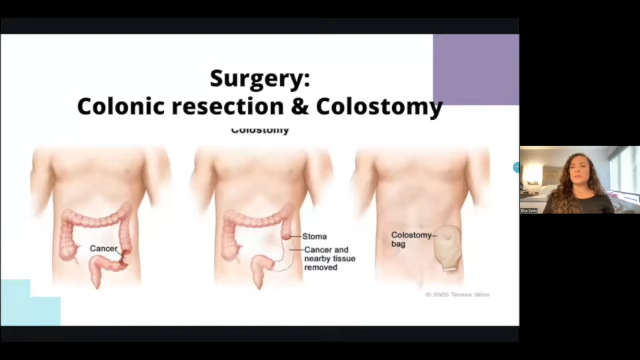 Surgery:
Colonic resection & Colostomy
Colostomy
Cancer
Stoma
Cancer and
nearby tissue
removed
Colostomy
bag